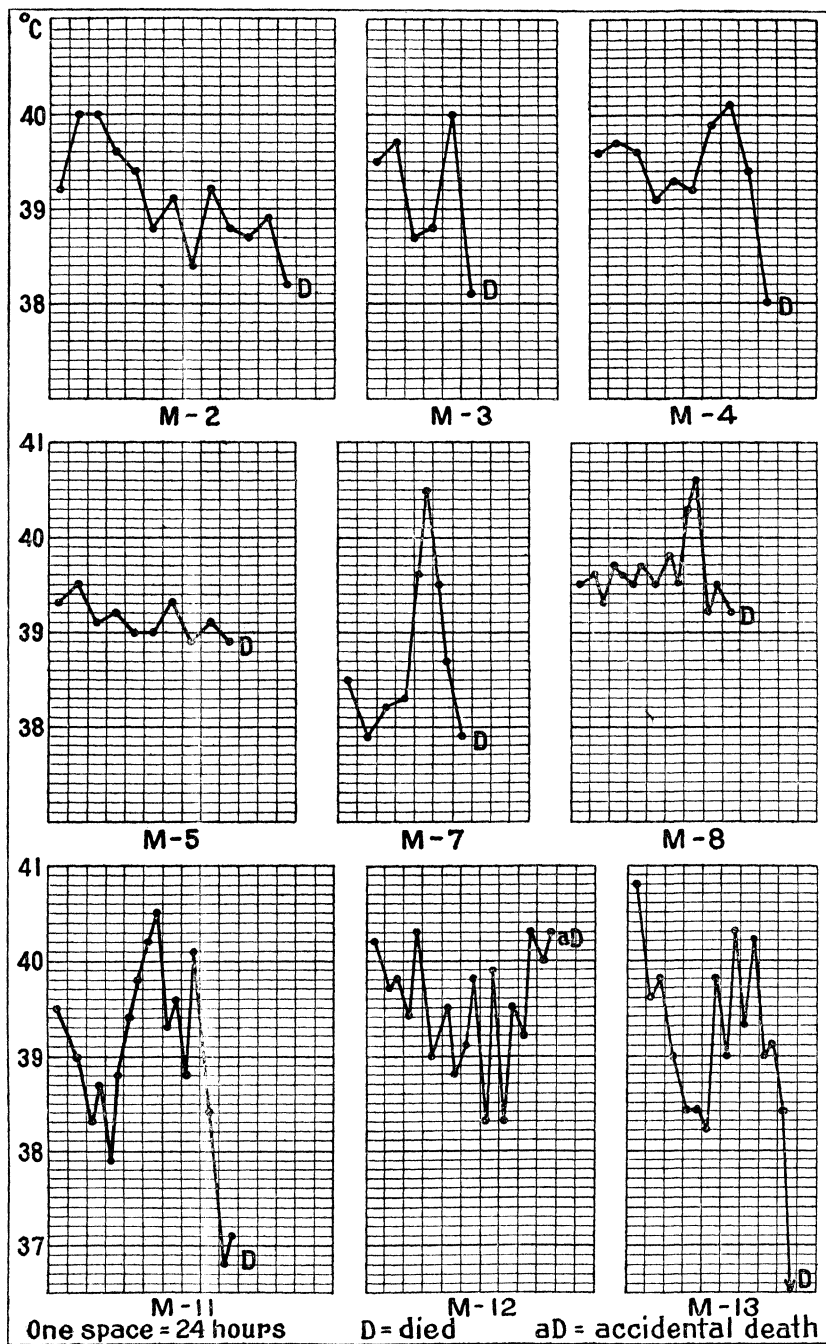 °C
40
39
38
D
D
D
M-2
M-3
M-4
41
40
39
38
D
D
D
M-5
M-7
M-8
41
40
39
38
37
aD
D
D
M-11
M-12
M-13
One space = 24 hours
D = died
aD = accidental death